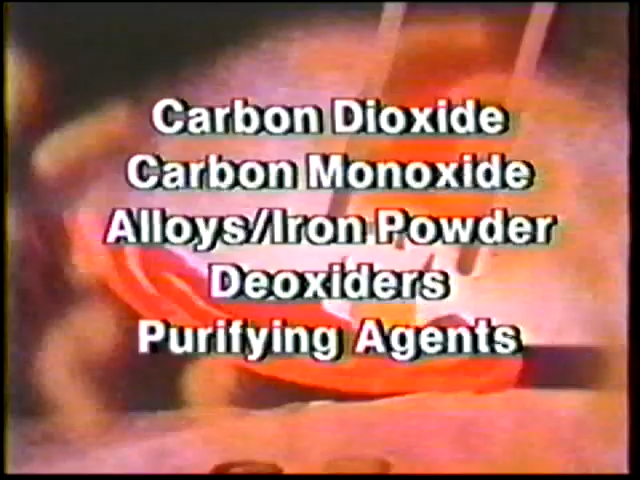 Carbon Dioxide
Carbon Monoxide
Alloys/Iron Powder
Deoxiders
Purifying Agents